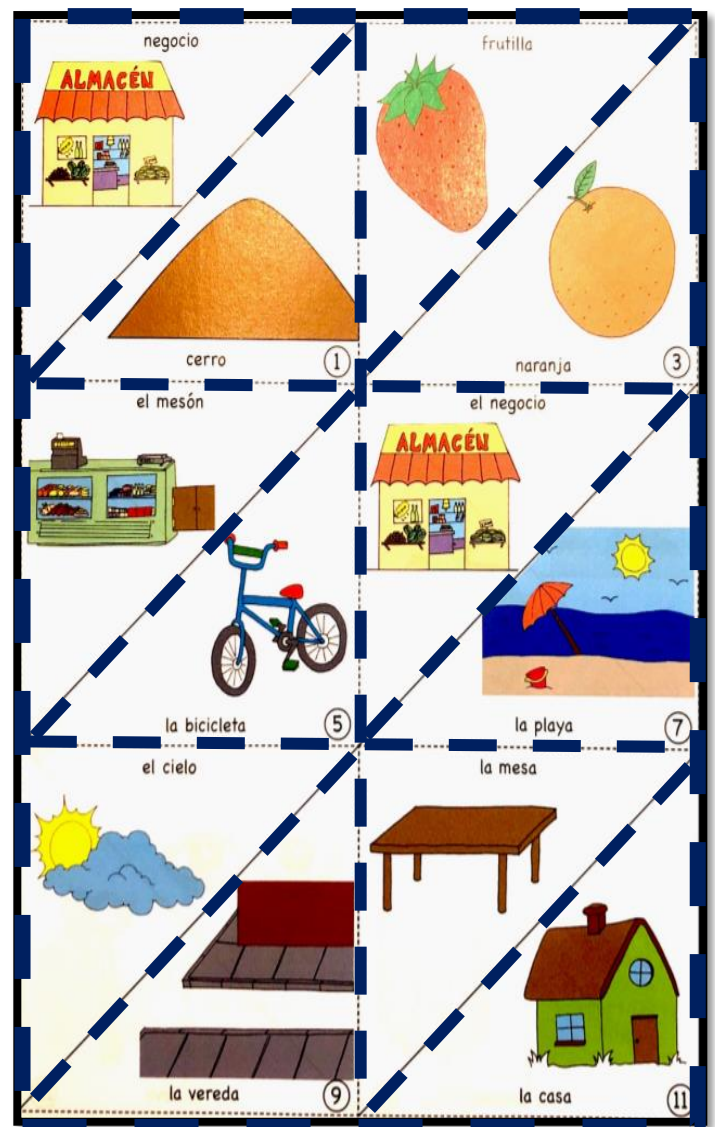 negocio
ALMACÉN
cerro
1
frutilla
naranja
3
el mesón
la bicicleta
5
el negocio
ALMACÉN
la playa
7
el cielo
la vereda
9
la mesa
la casa
11